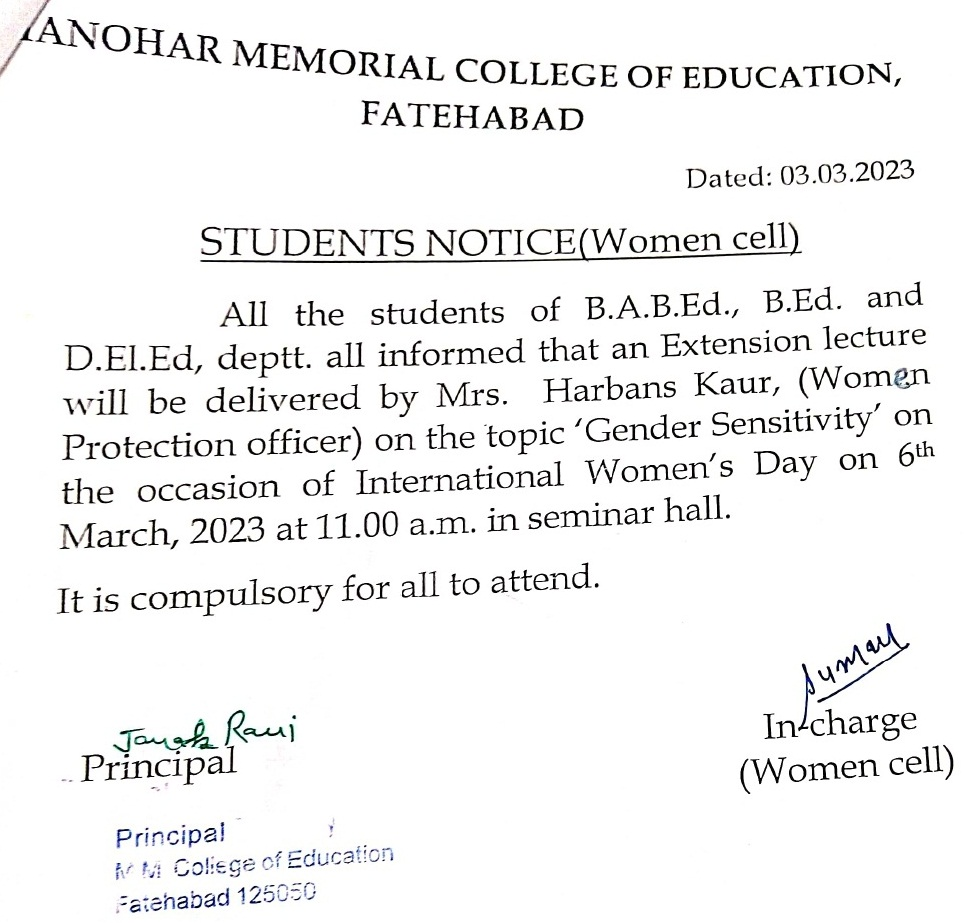 MANOHAR MEMORIAL COLLEGE OF EDUCATION,
FATEHABAD
Dated: 03.03.2023
STUDENTS NOTICE(Women cell)
All the students of B.A.B.Ed., B.Ed. and
D.El.Ed, deptt. all informed that an Extension lecture
will be delivered by Mrs. Harbans Kaur, (Women
Protection officer) on the topic ‘Gender Sensitivity’ on
the occasion of International Women’s Day on 6th
March, 2023 at 11.00 a.m. in seminar hall.
It is compulsory for all to attend.
Suman
In-charge
(Women cell)
Janak Rani
Principal
Principal
M M College of Education
Fatehabad 125050